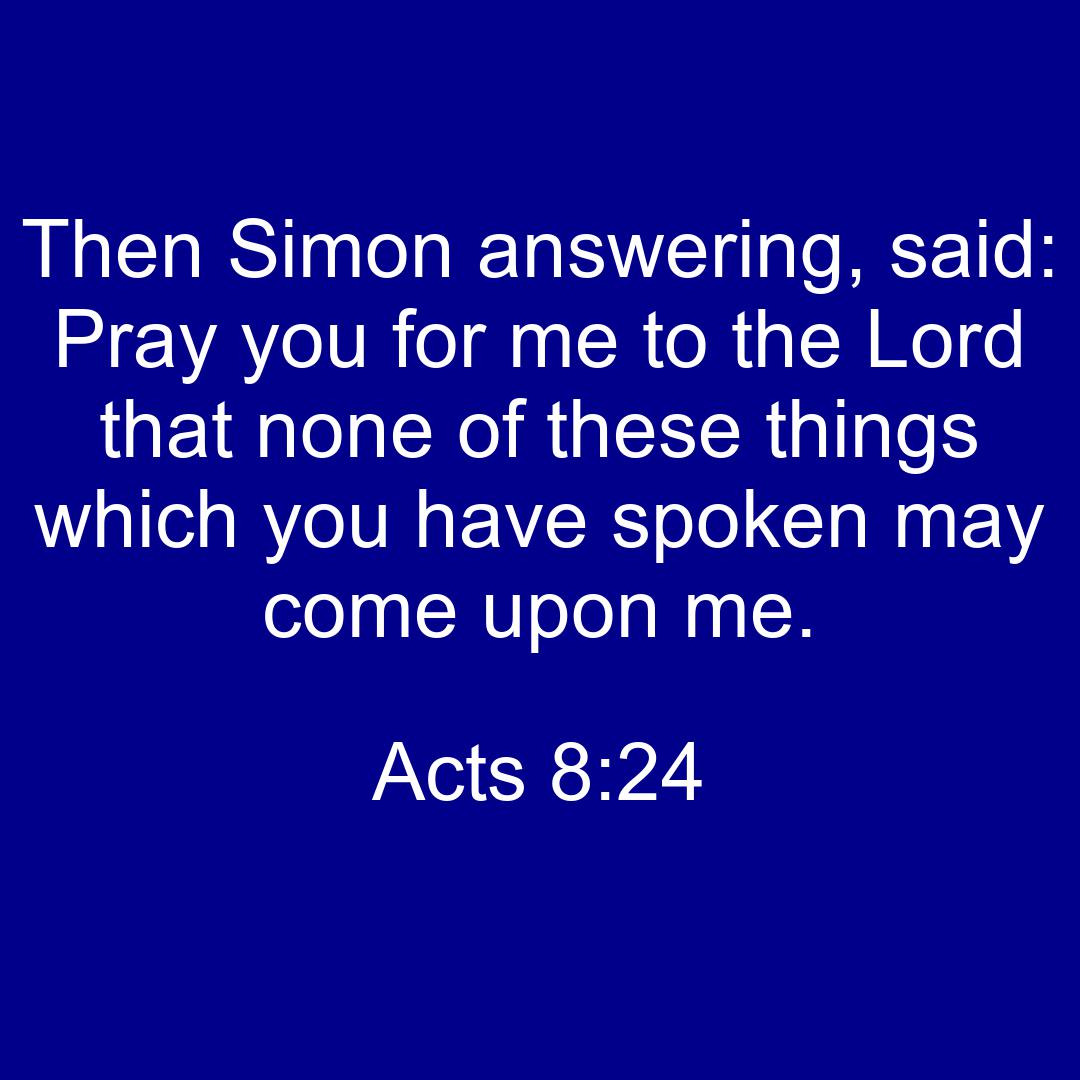 Then Simon answering, said:
Pray you for me to the Lord
that none of these things
which you have spoken may
come upon me.
Acts 8:24